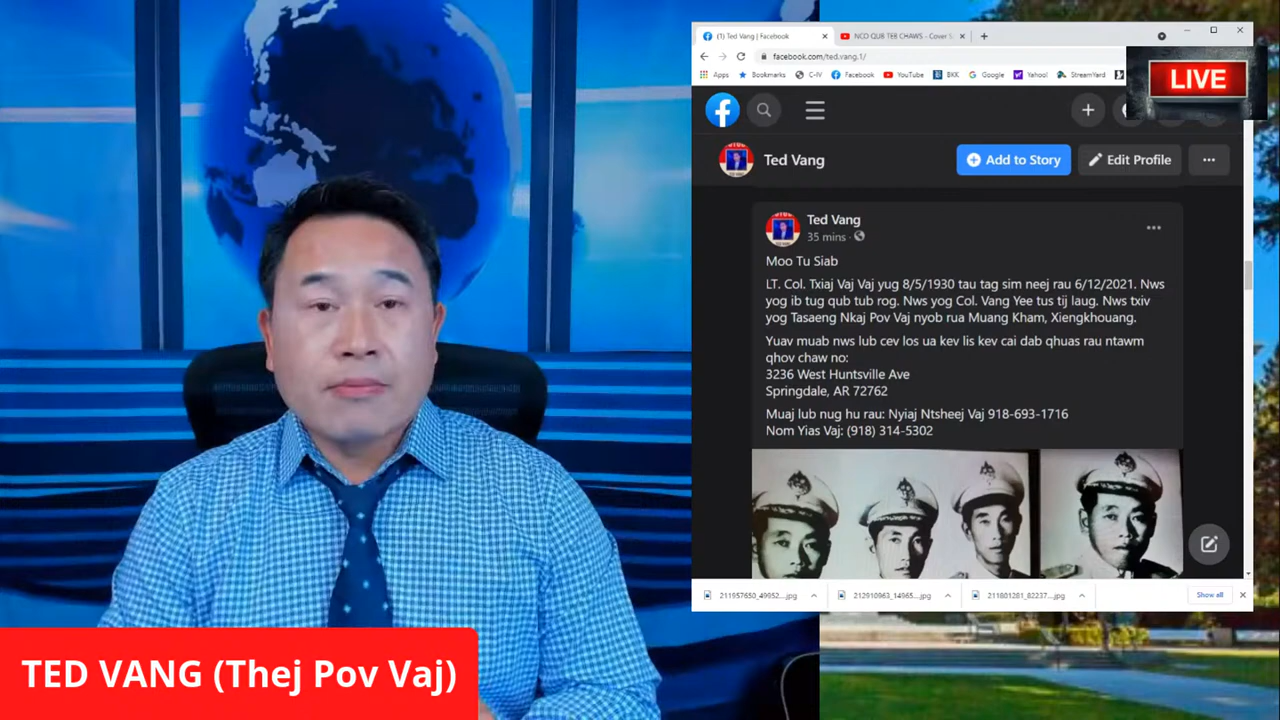 (1) Ted Vang | Facebook
NCO QUB TEB CHAWS - Cover S
facebook.com/ted.vang.1/
Apps
Bookmarks
C-IV
Facebook
YouTube
BKK
Google
Yahoo!
StreamYard
LIVE
Ted Vang
Add to Story
Edit Profile
Ted Vang
35 mins ·
Moo Tu Siab
LT. Col. Txiaj Vaj Vaj yug 8/5/1930 tau tag sim neej rau 6/12/2021. Nws
yog ib tug qub tub rog. Nws yog Col. Vang Yee tus tij laug. Nws txiv
yog Tasaeng Nkaj Pov Vaj nyob rua Muang Kham, Xiengkhouang.
Yuav muab nws lub cev los ua kev lis kev cai dab qhuas rau ntawm
qhov chaw no:
3236 West Huntsville Ave
Springdale, AR 72762
Muaj lub nug hu rau: Nyiaj Ntsheej Vaj 918-693-1716
Nom Yias Vaj: (918) 314-5302
211957650_49952....jpg
212910963_14965....jpg
211801281_82237....jpg
Show all
TED VANG (Thej Pov Vaj)